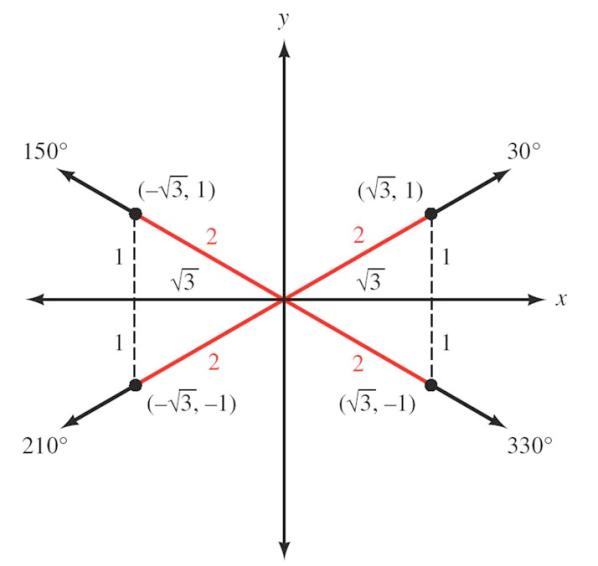 y
150° 30°
(–√3, 1) (√3, 1)
2 2
1 1
√3 √3
x
1 1
2 2
(–√3, –1) (√3, –1)
210° 330°